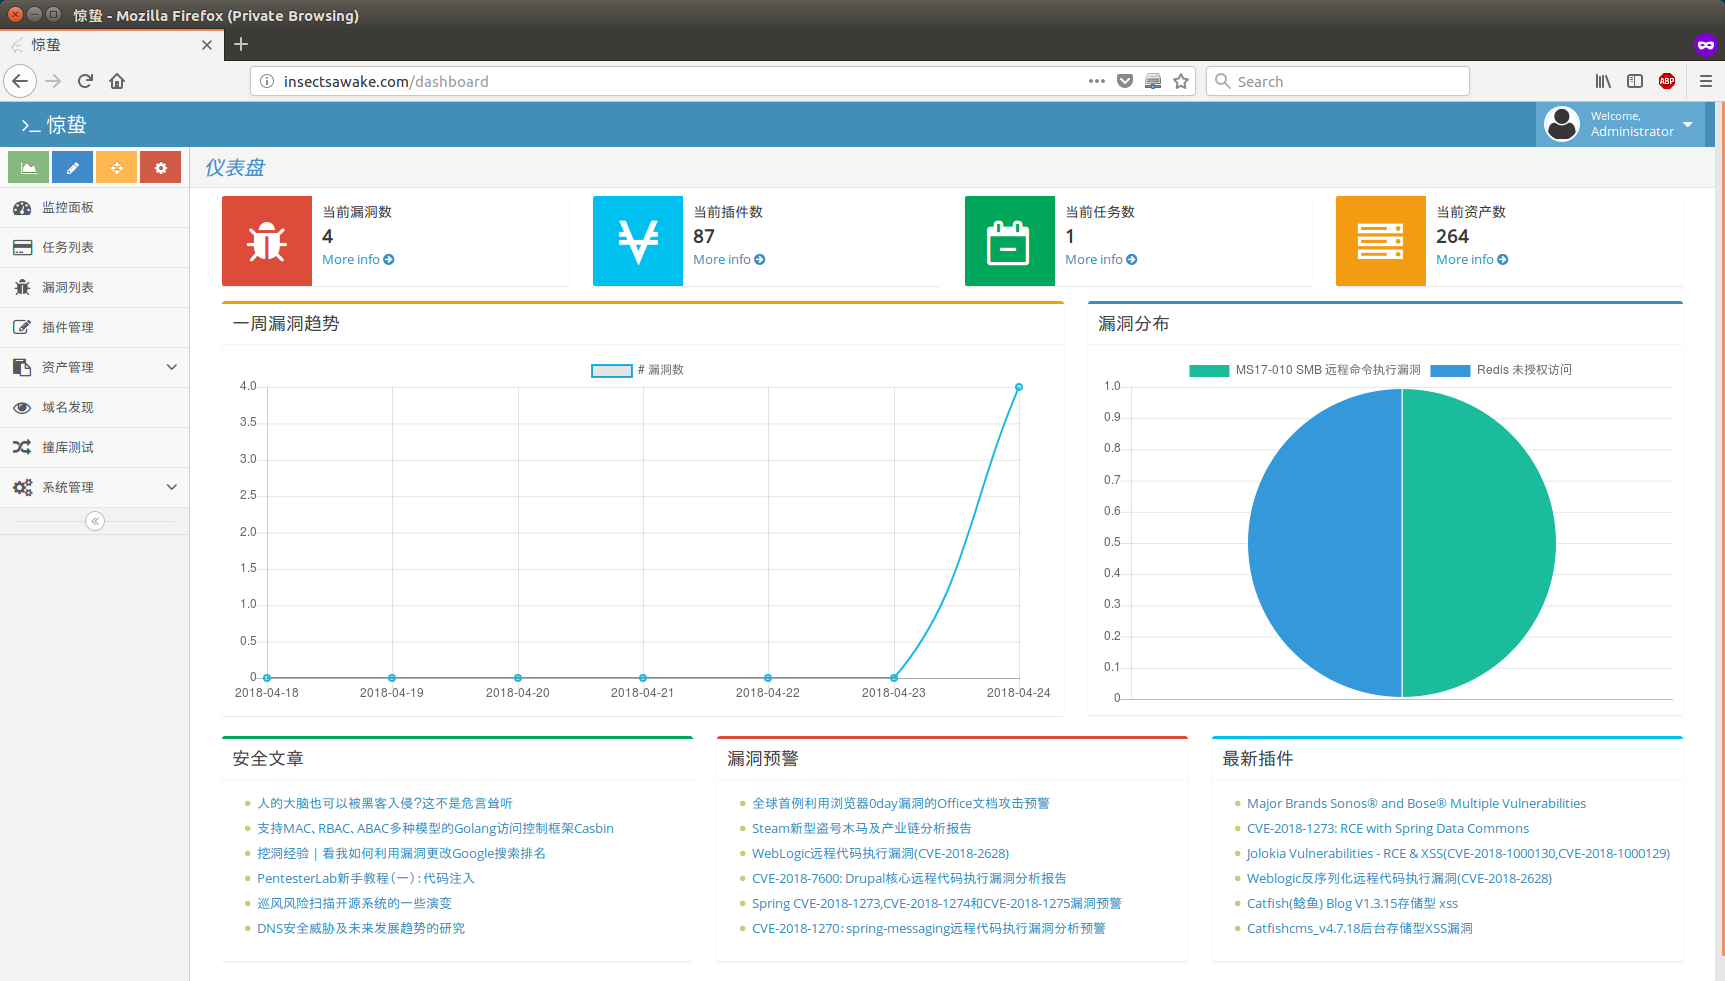 惊蛰 - Mozilla Firefox (Private Browsing)
惊蛰
insectsawake.com/dashboard
Search
ABP
>_ 惊蛰
Welcome,
Administrator
仪表盘
监控面板
任务列表
漏洞列表
插件管理
资产管理
域名发现
撞库测试
系统管理
当前漏洞数
4
More info
当前插件数
87
More info
当前任务数
1
More info
当前资产数
264
More info
一周漏洞趋势
# 漏洞数
4.0
3.5
3.0
2.5
2.0
1.5
1.0
0.5
0
2018-04-18 2018-04-19 2018-04-20 2018-04-21 2018-04-22 2018-04-23 2018-04-24
漏洞分布
MS17-010 SMB 远程命令执行漏洞 Redis 未授权访问
1.0
0.9
0.8
0.7
0.6
0.5
0.4
0.3
0.2
0.1
0
安全文章
人的大脑也可以被黑客入侵?这不是危言耸听
支持MAC、RBAC、ABAC多种模型的Golang访问控制框架Casbin
挖洞经验 | 看我如何利用漏洞更改Google搜索排名
PentesterLab新手教程（一）：代码注入
巡风风险扫描开源系统的一些演变
DNS安全威胁及未来发展趋势的研究
漏洞预警
全球首例利用浏览器0day漏洞的Office文档攻击预警
Steam新型盗号木马及产业链分析报告
WebLogic远程代码执行漏洞(CVE-2018-2628)
CVE-2018-7600: Drupal核心远程代码执行漏洞分析报告
Spring CVE-2018-1273,CVE-2018-1274和CVE-2018-1275漏洞预警
CVE-2018-1270：spring-messaging远程代码执行漏洞分析预警
最新插件
Major Brands Sonos® and Bose® Multiple Vulnerabilities
CVE-2018-1273: RCE with Spring Data Commons
Jolokia Vulnerabilities - RCE & XSS(CVE-2018-1000130,CVE-2018-1000129)
Weblogic反序列化远程代码执行漏洞(CVE-2018-2628)
Catfish(鲶鱼) Blog V1.3.15存储型 xss
Catfishcms_v4.7.18后台存储型XSS漏洞